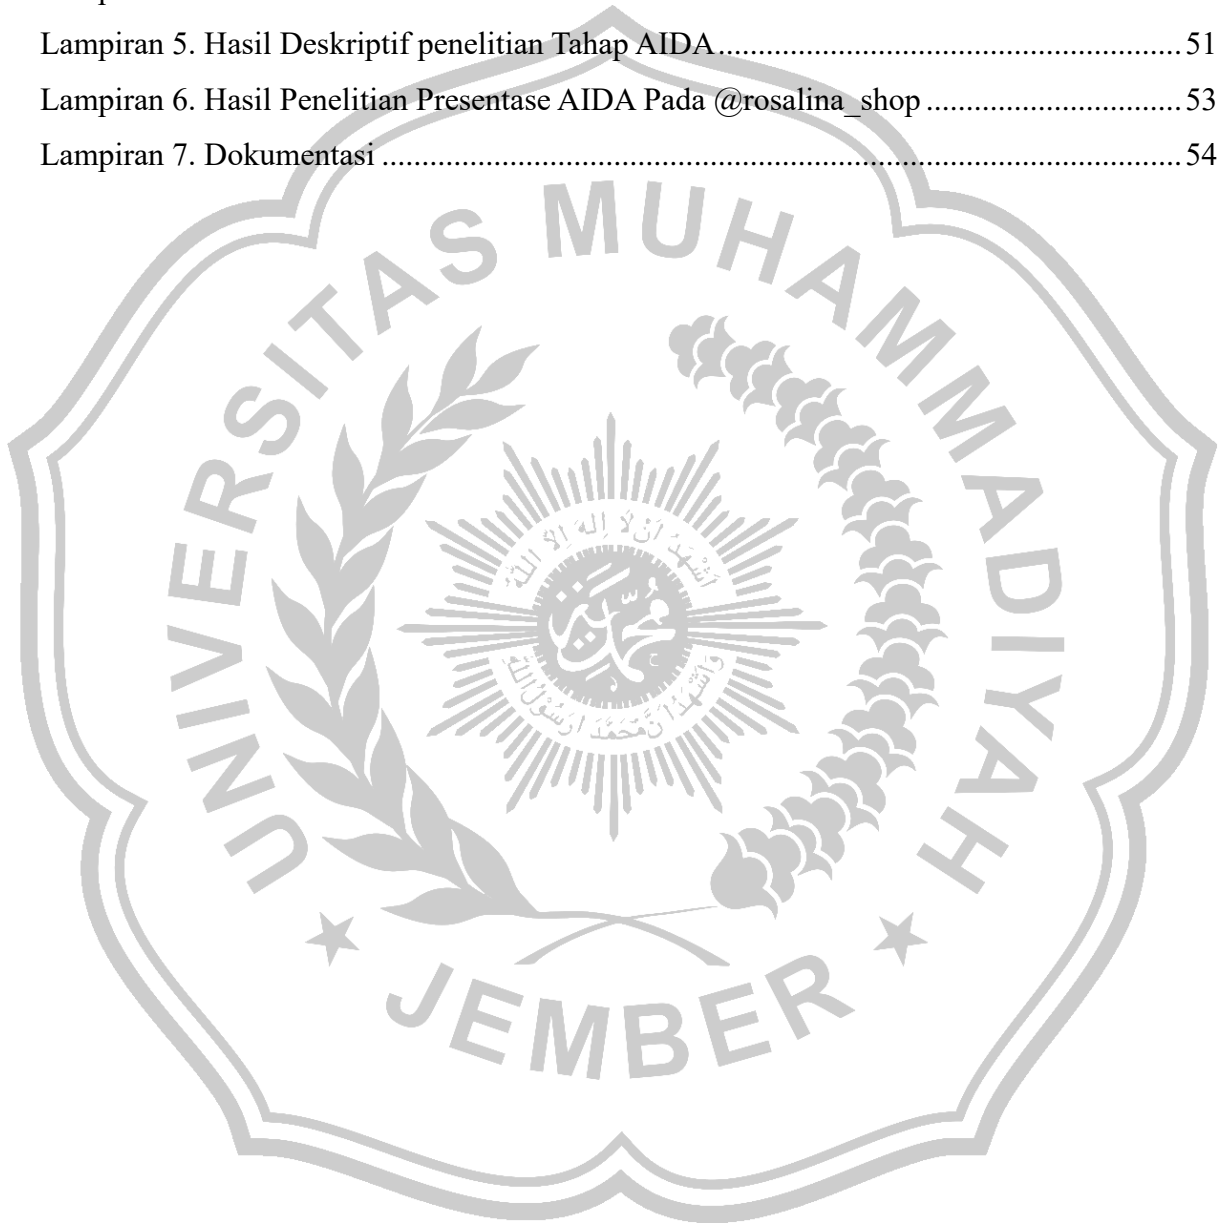 Lampiran 5. Hasil Deskriptif penelitian Tahap AIDA.......................................................... 51
Lampiran 6. Hasil Penelitian Presentase AIDA Pada @rosalina_shop ................................ 53
Lampiran 7. Dokumentasi .................................................................................................... 54
UNIVERSITAS MUHAMMADIYAH
JEMBER